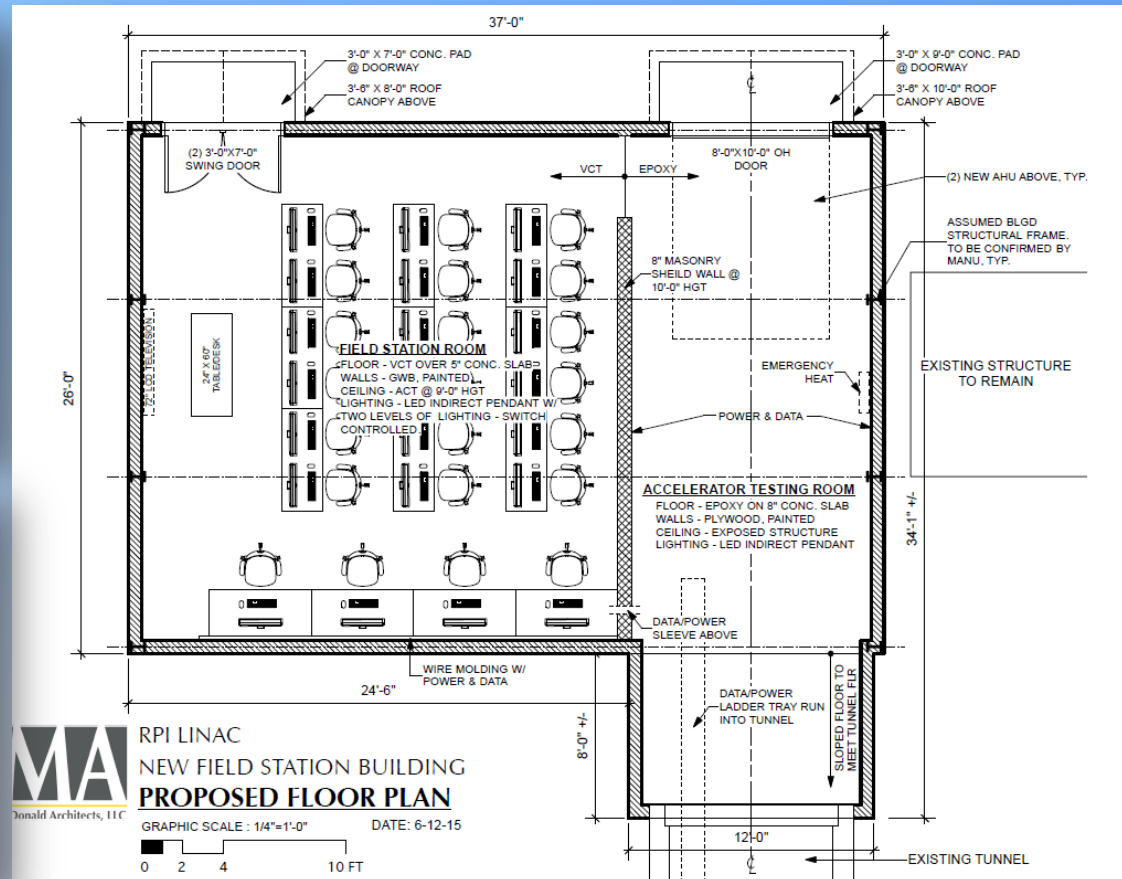 37'-0"
3'-0" X 7'-0" CONC. PAD
@ DOORWAY
3'-6" X 8'-0" ROOF
CANOPY ABOVE
3'-0" X 9'-0" CONC. PAD
@ DOORWAY
3'-6" X 10'-0" ROOF
CANOPY ABOVE
(2) 3'-0"X7'-0"
SWING DOOR
VCT
EPOXY
8'-0"X10'-0" OH
DOOR
(2) NEW AHU ABOVE, TYP.
ASSUMED BLGD
STRUCTURAL FRAME.
TO BE CONFIRMED BY
MANU, TYP.
8" MASONRY
SHEILD WALL @
10'-0" HGT
26'-0"
72" LCD TELEVISION
24" X 60"
TABLE/DESK
FIELD STATION ROOM
FLOOR - VCT OVER 5" CONC. SLAB
WALLS - GWB, PAINTED
CEILING - ACT @ 9'-0" HGT
LIGHTING - LED INDIRECT PENDANT W/
TWO LEVELS OF LIGHTING - SWITCH
CONTROLLED.
EMERGENCY
HEAT
EXISTING STRUCTURE
TO REMAIN
POWER & DATA
ACCELERATOR TESTING ROOM
FLOOR - EPOXY ON 8" CONC. SLAB
WALLS - PLYWOOD, PAINTED
CEILING - EXPOSED STRUCTURE
LIGHTING - LED INDIRECT PENDANT
34'-1" +/-
DATA/POWER
SLEEVE ABOVE
WIRE MOLDING W/
POWER & DATA
24'-6"
8'-0" +/-
DATA/POWER
LADDER TRAY RUN
INTO TUNNEL
SLOPED FLOOR TO
MEET TUNNEL FLR
12'-0"
EXISTING TUNNEL
MA
Donald Architects, LLC
RPI LINAC
NEW FIELD STATION BUILDING
PROPOSED FLOOR PLAN
GRAPHIC SCALE : 1/4"=1'-0"
DATE: 6-12-15
0 2 4 10 FT